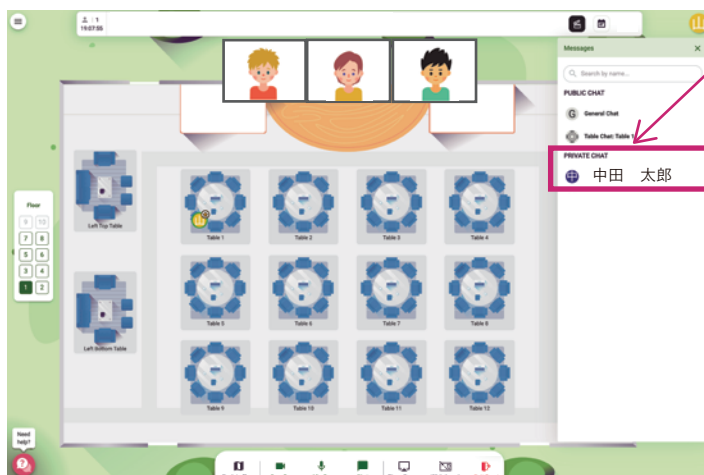 1
19:07:55
Messages
Search by name...
PUBLIC CHAT
G General Chat
Table Chat: Table 1
PRIVATE CHAT
中田　太郎
Floor
9 10
7 8
5 6
3 4
1 2
Left Top Table
Left Bottom Table
Table 1
Table 2
Table 3
Table 4
Table 5
Table 6
Table 7
Table 8
Table 9
Table 10
Table 11
Table 12
Need
help?